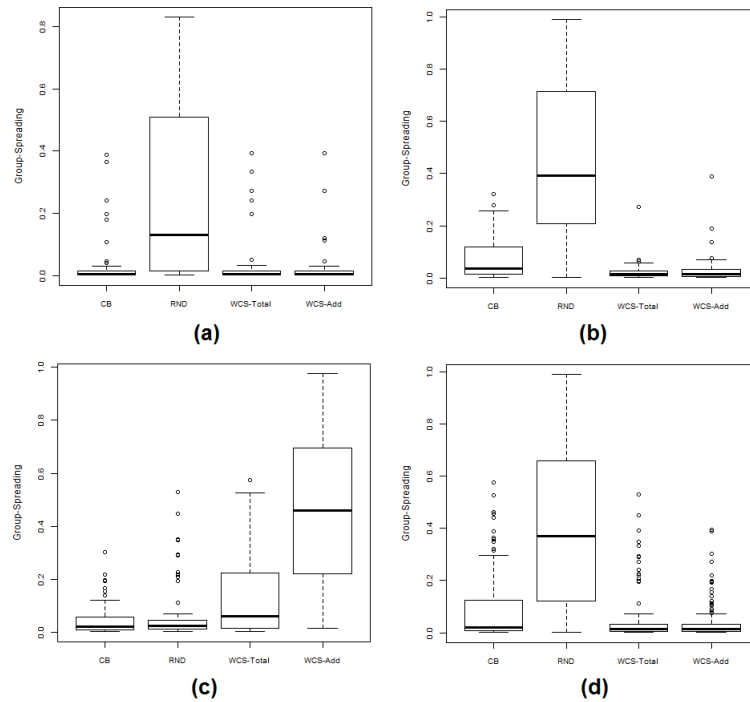 Group-Spreading
0.0 0.2 0.4 0.6 0.8
CB RND WCS-Total WCS-Add
(a)
Group-Spreading
0.0 0.2 0.4 0.6 0.8 1.0
CB RND WCS-Total WCS-Add
(b)
Group-Spreading
0.0 0.2 0.4 0.6 0.8 1.0
CB RND WCS-Total WCS-Add
(c)
Group-Spreading
0.0 0.2 0.4 0.6 0.8 1.0
CB RND WCS-Total WCS-Add
(d)